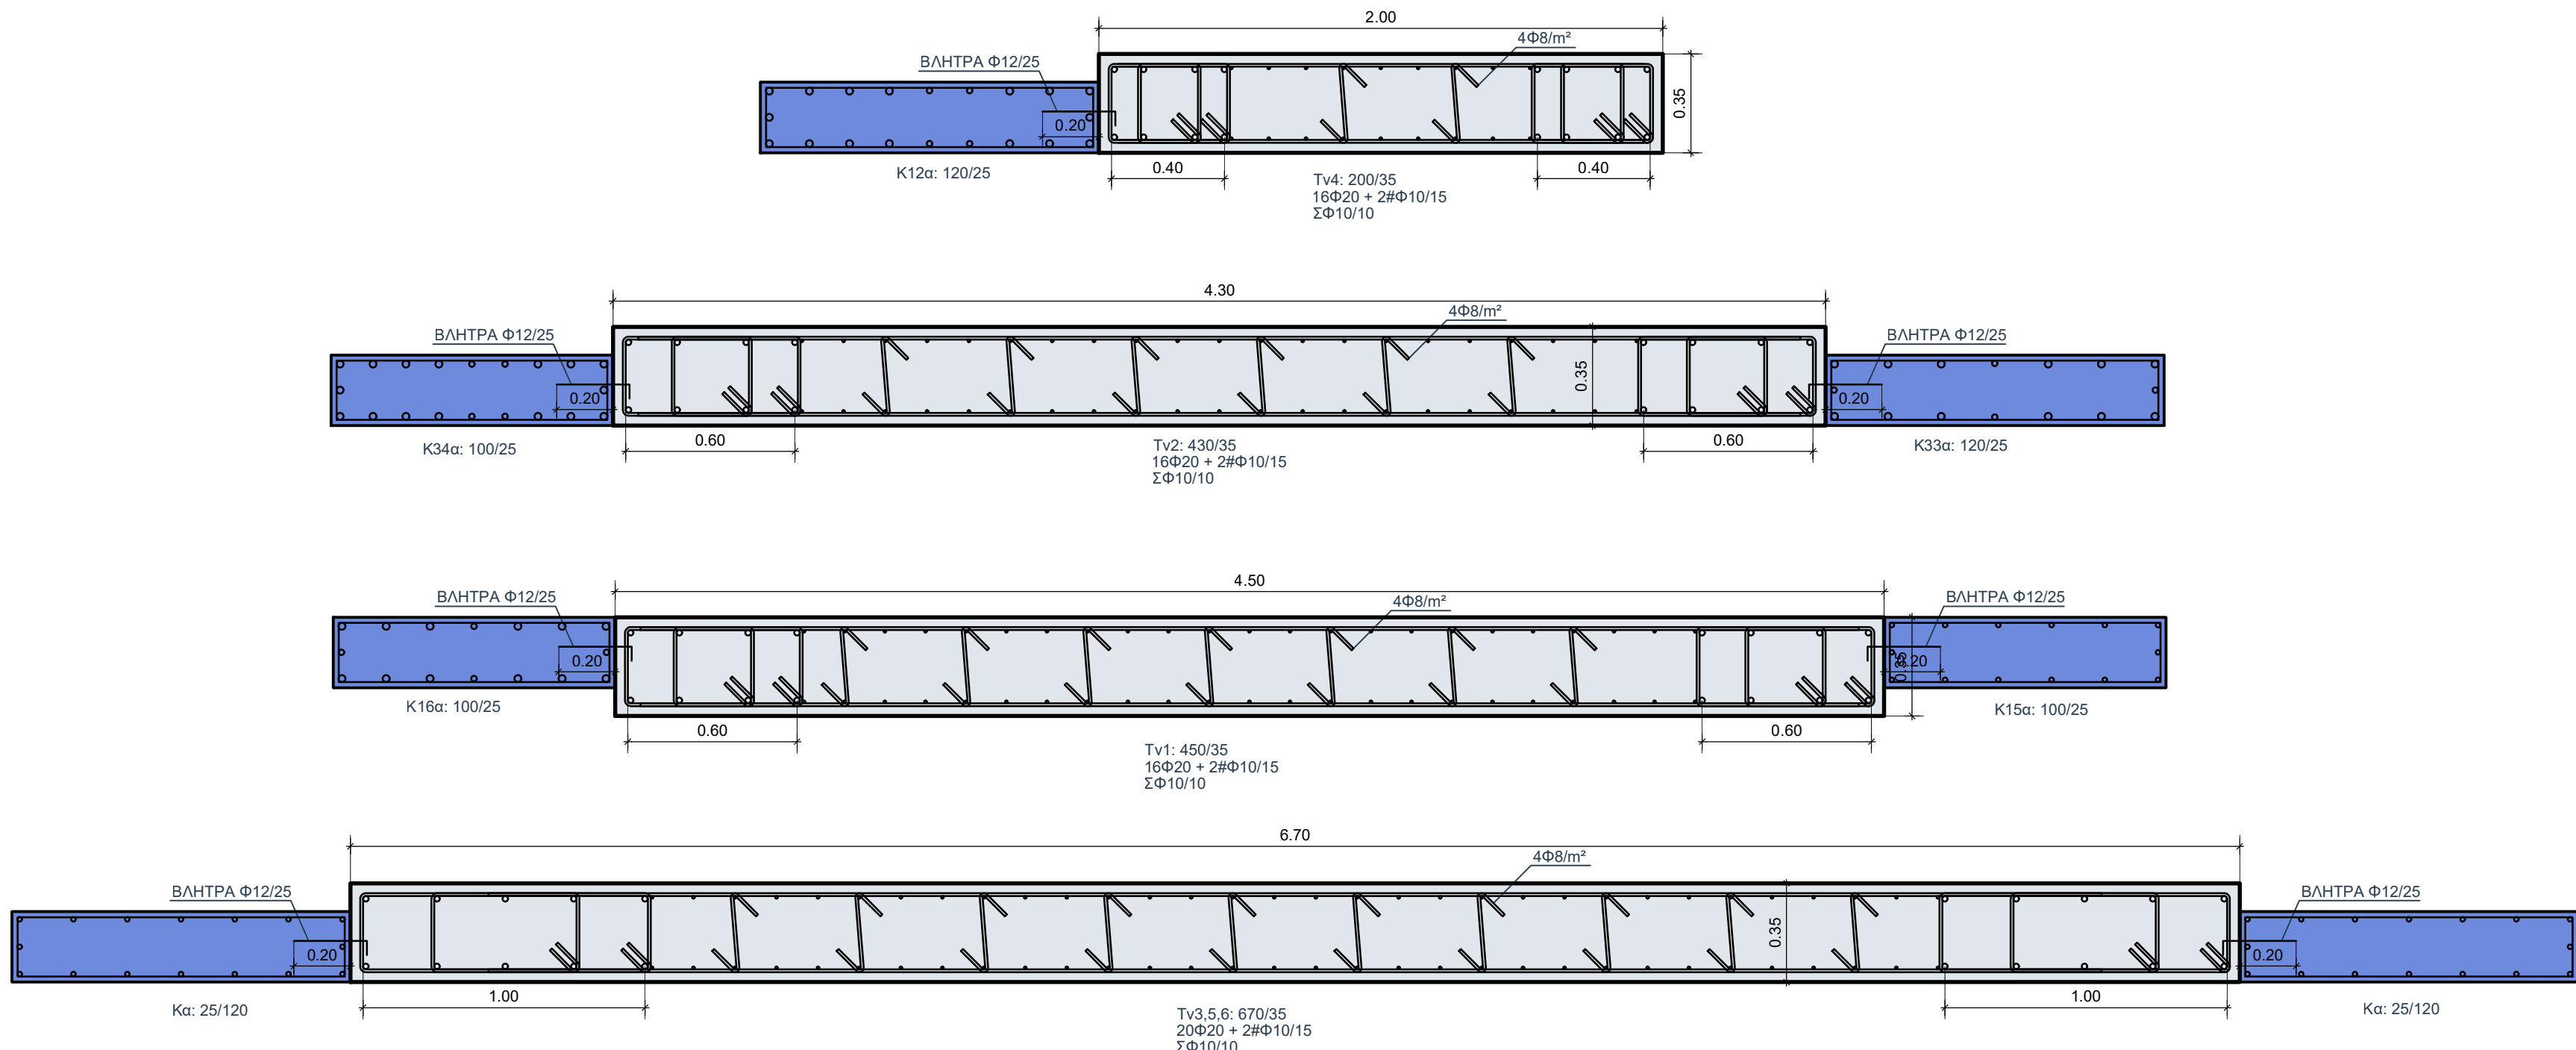 2.00
4Φ8/m²
ΒΛΗΤΡΑ Φ12/25
0.35
0.20
0.40
0.40
Κ12α: 120/25
Τν4: 200/35
16Φ20 + 2#Φ10/15
ΣΦ10/10
4.30
4Φ8/m²
ΒΛΗΤΡΑ Φ12/25
ΒΛΗΤΡΑ Φ12/25
0.35
0.20
0.20
0.60
0.60
Κ34α: 100/25
Τν2: 430/35
16Φ20 + 2#Φ10/15
ΣΦ10/10
Κ33α: 120/25
4.50
ΒΛΗΤΡΑ Φ12/25
4Φ8/m²
ΒΛΗΤΡΑ Φ12/25
0.20
0.35
0.20
Κ16α: 100/25
Κ15α: 100/25
0.60
0.60
Τν1: 450/35
16Φ20 + 2#Φ10/15
ΣΦ10/10
6.70
4Φ8/m²
ΒΛΗΤΡΑ Φ12/25
ΒΛΗΤΡΑ Φ12/25
0.35
0.20
0.20
1.00
1.00
Κα: 25/120
Τν3,5,6: 670/35
20Φ20 + 2#Φ10/15
ΣΦ10/10
Κα: 25/120